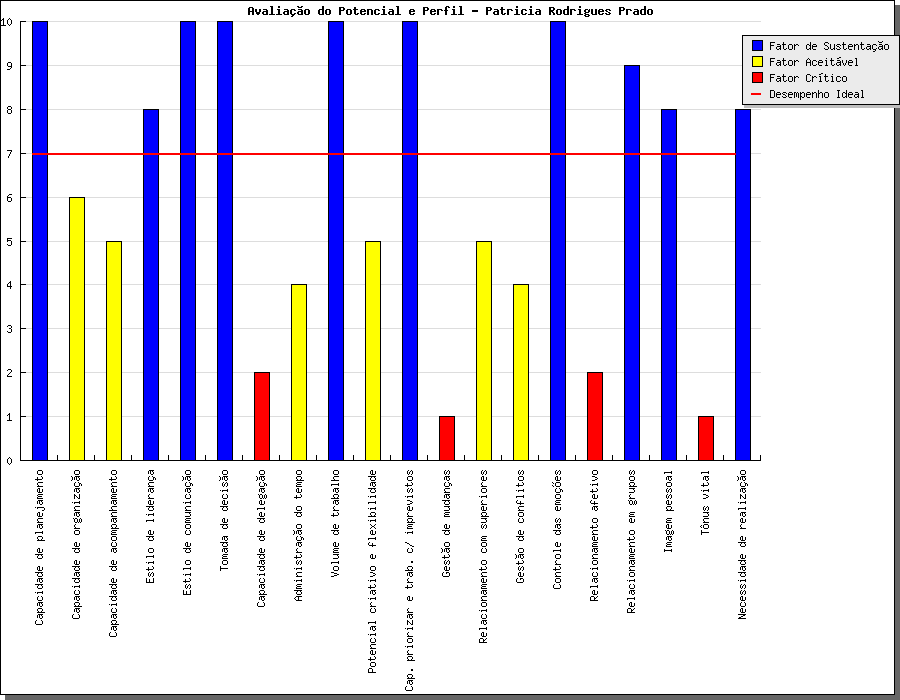 Avaliação do Potencial e Perfil - Patricia Rodrigues Prado
Fator de Sustentação
Fator Aceitável
Fator Crítico
Desempenho Ideal
10
9
8
7
6
5
4
3
2
1
0
Capacidade de planejamento
Capacidade de organização
Capacidade de acompanhamento
Estilo de liderança
Estilo de comunicação
Tomada de decisão
Capacidade de delegação
Administração do tempo
Volume de trabalho
Potencial criativo e flexibilidade
Cap. priorizar e trab. c/ imprevistos
Gestão de mudanças
Relacionamento com superiores
Gestão de conflitos
Controle das emoções
Relacionamento afetivo
Relacionamento em grupos
Imagem pessoal
Tônus vital
Necessidade de realização